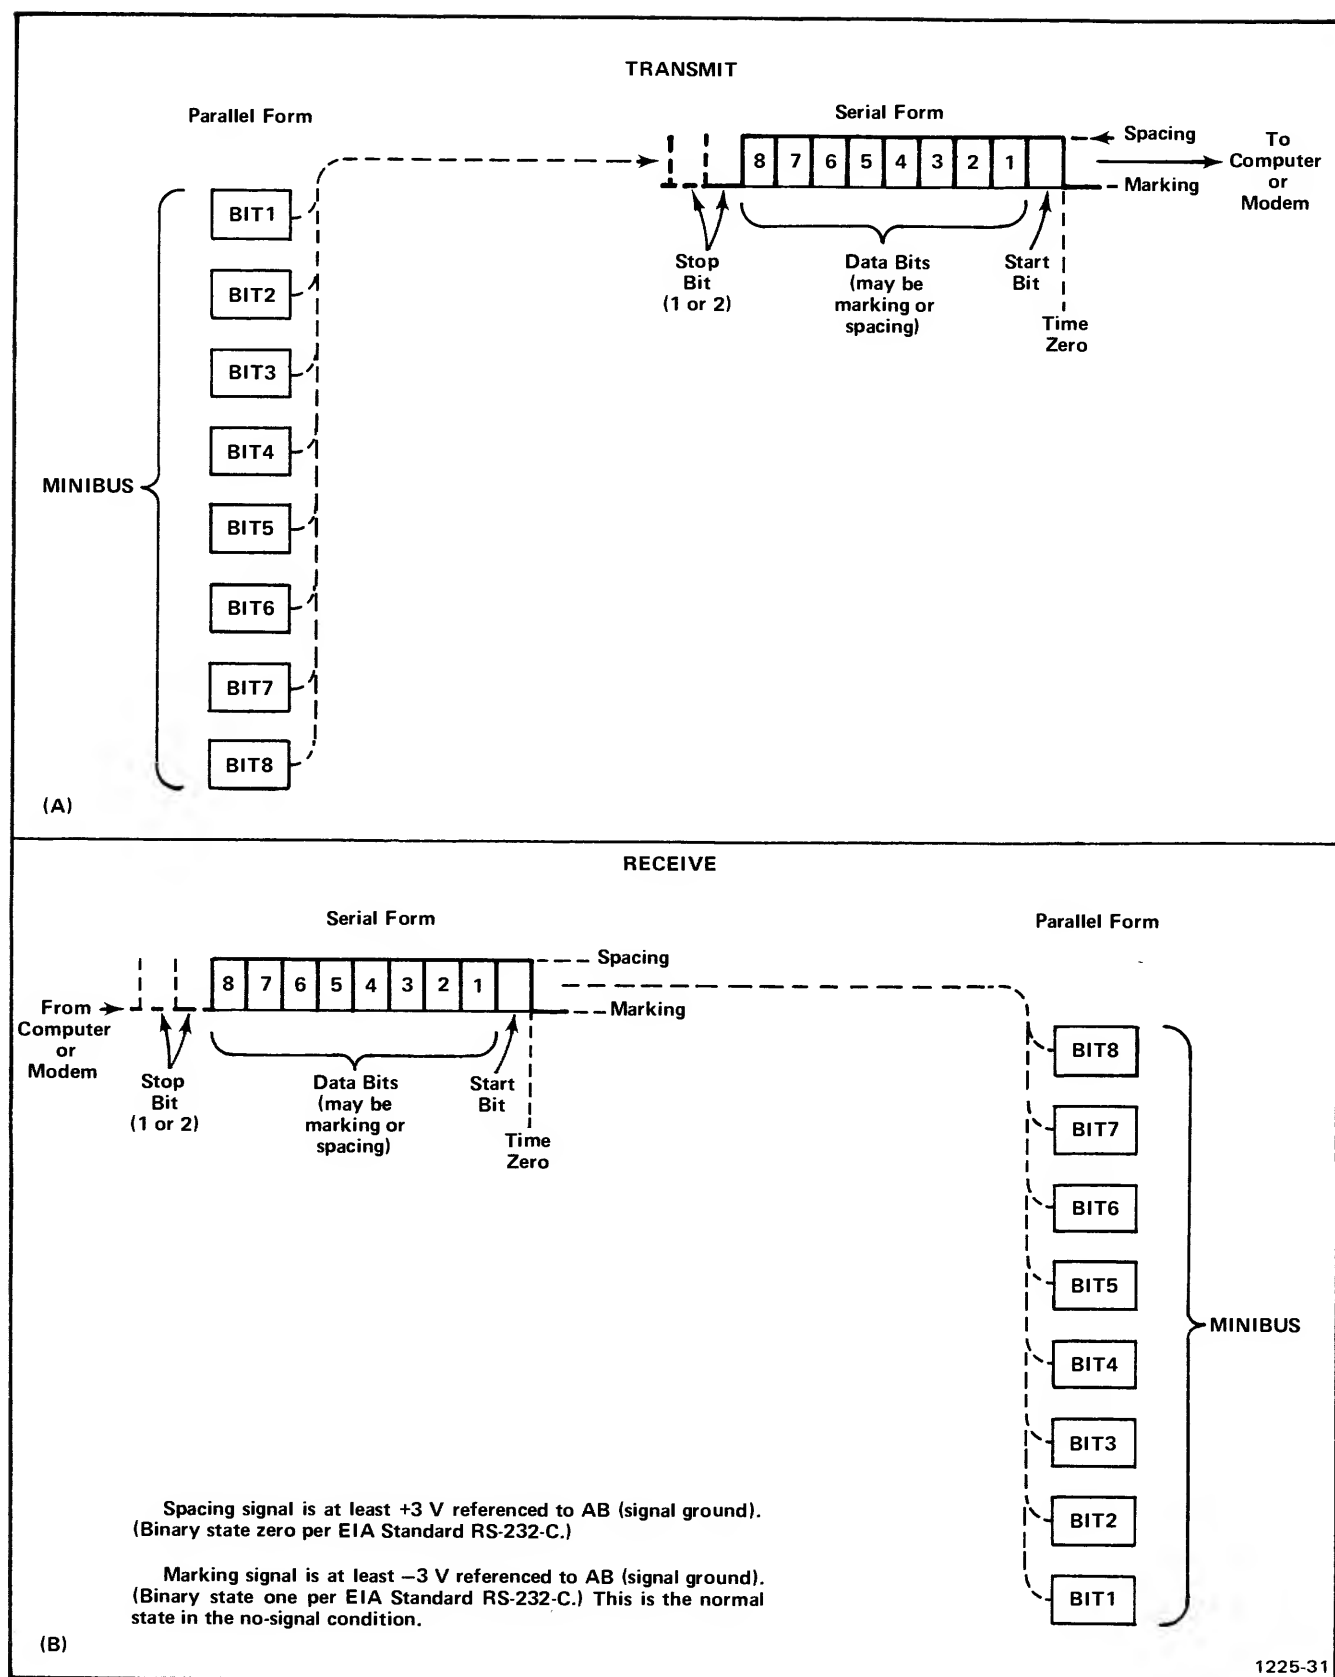 TRANSMIT
Parallel Form
Serial Form
8 7 6 5 4 3 2 1
Spacing
Marking
To
Computer
or
Modem
Stop
Bit
(1 or 2)
Data Bits
(may be
marking or
spacing)
Start
Bit
Time
Zero
MINIBUS
BIT1
BIT2
BIT3
BIT4
BIT5
BIT6
BIT7
BIT8
(A)
RECEIVE
Serial Form
Parallel Form
8 7 6 5 4 3 2 1
Spacing
Marking
From
Computer
or
Modem
Stop
Bit
(1 or 2)
Data Bits
(may be
marking or
spacing)
Start
Bit
Time
Zero
BIT8
BIT7
BIT6
BIT5
BIT4
BIT3
BIT2
BIT1
MINIBUS
Spacing signal is at least +3 V referenced to AB (signal ground).
(Binary state zero per EIA Standard RS-232-C.)
Marking signal is at least −3 V referenced to AB (signal ground).
(Binary state one per EIA Standard RS-232-C.) This is the normal
state in the no-signal condition.
(B)
1225-31